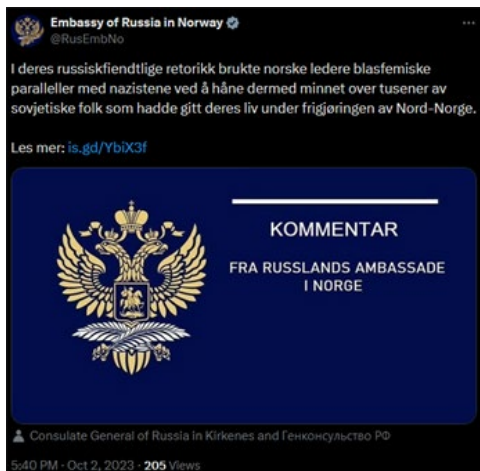 Embassy of Russia in Norway
@RusEmbNo
I deres russiskfiendtlige retorikk brukte norske ledere blasfemiske
paralleller med nazistene ved å håne dermed minnet over tusener av
sovjetiske folk som hadde gitt deres liv under frigjøringen av Nord-Norge.
Les mer: is.gd/YbiX3f
KOMMENTAR
FRA RUSSLANDS AMBASSADE
I NORGE
Consulate General of Russia in Kirkenes and Генконсульство РФ
5:40 PM · Oct 2, 2023 · 205 Views